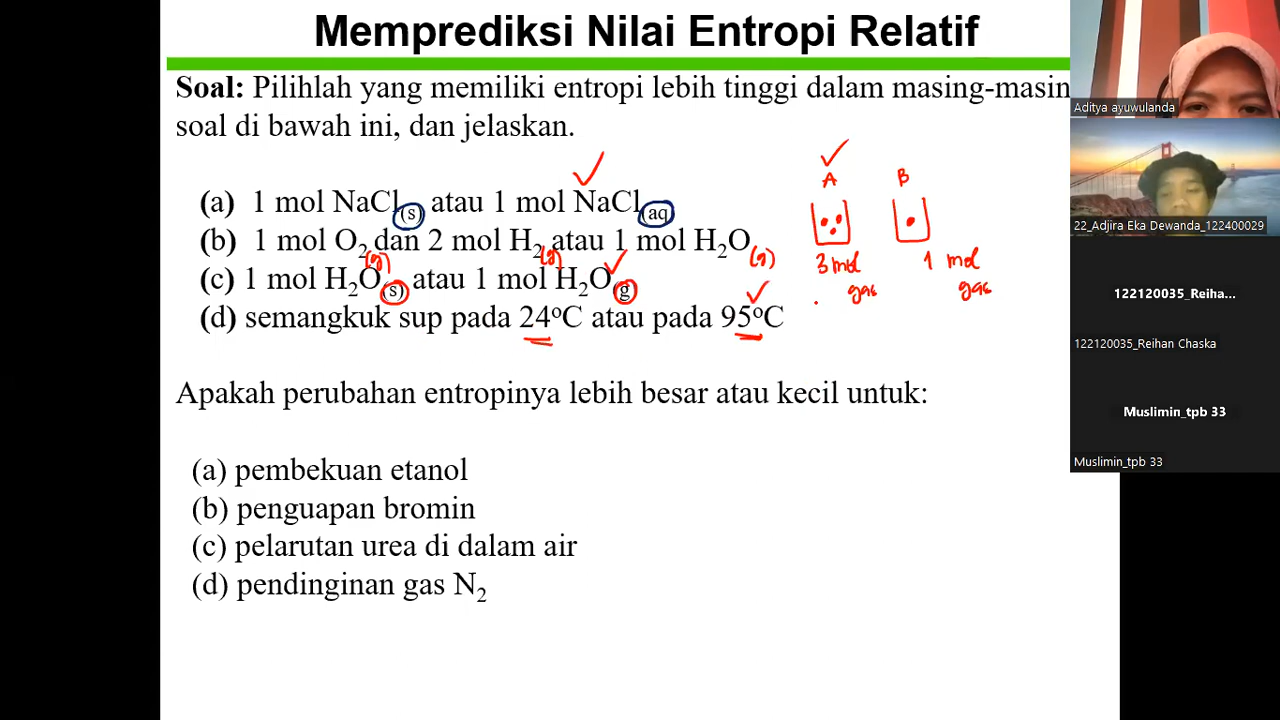 Memprediksi Nilai Entropi Relatif
Soal: Pilihlah yang memiliki entropi lebih tinggi dalam masing-masin
soal di bawah ini, dan jelaskan.
(a) 1 mol NaCl(s) atau 1 mol NaCl(aq
(b) 1 mol O2 dan 2 mol H2 atau 1 mol H2O
(g) (g) (g)
(c) 1 mol H2O(s) atau 1 mol H2O g
(d) semangkuk sup pada 24°C atau pada 95°C
A B
3 mol 1 mol
gas gas
Apakah perubahan entropinya lebih besar atau kecil untuk:
(a) pembekuan etanol
(b) penguapan bromin
(c) pelarutan urea di dalam air
(d) pendinginan gas N2
Aditya ayuwulanda
22_Adjira Eka Dewanda_122400029
122120035_Reiha...
122120035_Reihan Chaska
Muslimin_tpb 33
Muslimin_tpb 33